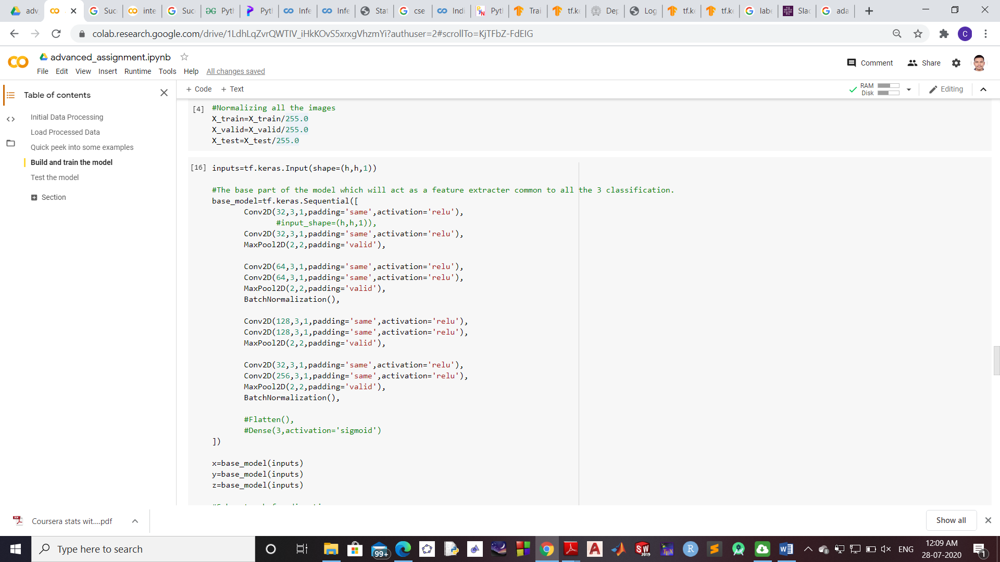 adv
Suc
inte
Suc
Pyth
Pyth
Infe
Infe
Stat
cse
Indi
Pyth
Trai
tf.ke
Dep
Log
tf.ke
tf.ke
labe
Slac
ada
colab.research.google.com/drive/1LdhLqZvrQWTIV_iHkKOvS5xrxgVhzmYi?authuser=2#scrollTo=KjTFbZ-FdEIG
C
advanced_assignment.ipynb
File Edit View Insert Runtime Tools Help All changes saved
Comment
Share
Table of contents
+ Code + Text
RAM
Disk
Editing
Initial Data Processing
Load Processed Data
Quick peek into some examples
Build and train the model
Test the model
Section
[4] #Normalizing all the images
X_train=X_train/255.0
X_valid=X_valid/255.0
X_test=X_test/255.0
[16] inputs=tf.keras.Input(shape=(h,h,1))
#The base part of the model which will act as a feature extracter common to all the 3 classification.
base_model=tf.keras.Sequential([
Conv2D(32,3,1,padding='same',activation='relu'),
#input_shape=(h,h,1)),
Conv2D(32,3,1,padding='same',activation='relu'),
MaxPool2D(2,2,padding='valid'),
Conv2D(64,3,1,padding='same',activation='relu'),
Conv2D(64,3,1,padding='same',activation='relu'),
MaxPool2D(2,2,padding='valid'),
BatchNormalization(),
Conv2D(128,3,1,padding='same',activation='relu'),
Conv2D(128,3,1,padding='same',activation='relu'),
MaxPool2D(2,2,padding='valid'),
Conv2D(32,3,1,padding='same',activation='relu'),
Conv2D(256,3,1,padding='same',activation='relu'),
MaxPool2D(2,2,padding='valid'),
BatchNormalization(),
#Flatten(),
#Dense(3,activation='sigmoid')
])
x=base_model(inputs)
y=base_model(inputs)
z=base_model(inputs)
Coursera stats wit....pdf
Show all
Type here to search
99+
SW
2019
TEX
R
ENG
12:09 AM
28-07-2020
1